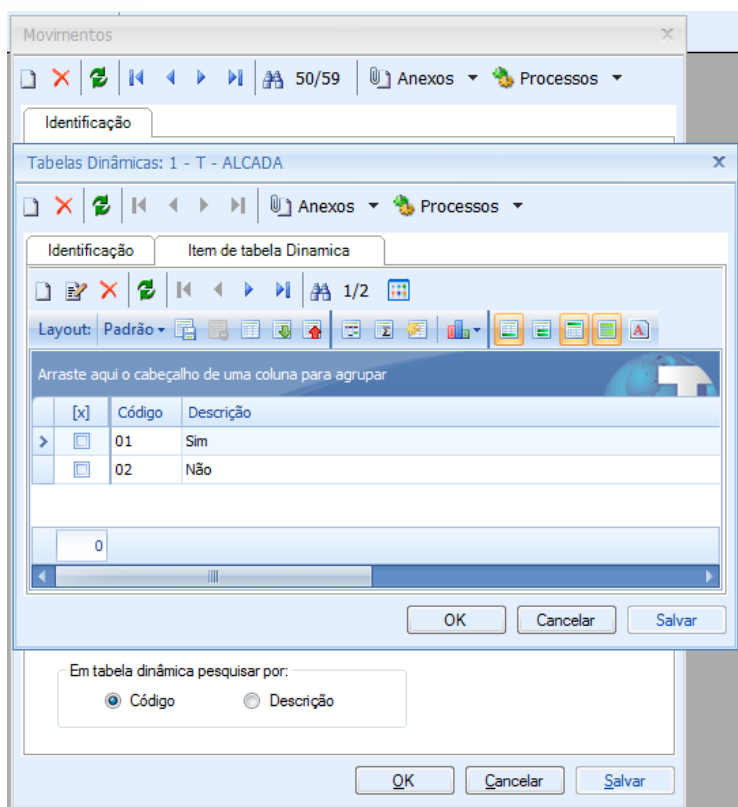 Movimentos
50/59 Anexos Processos
Identificação
Tabelas Dinâmicas: 1 - T - ALCADA
Anexos Processos
Identificação Item de tabela Dinamica
1/2
Layout: Padrão
Arraste aqui o cabeçalho de uma coluna para agrupar
[x] Código Descrição
01 Sim
02 Não
0
OK Cancelar Salvar
Em tabela dinâmica pesquisar por:
Código Descrição
OK Cancelar Salvar